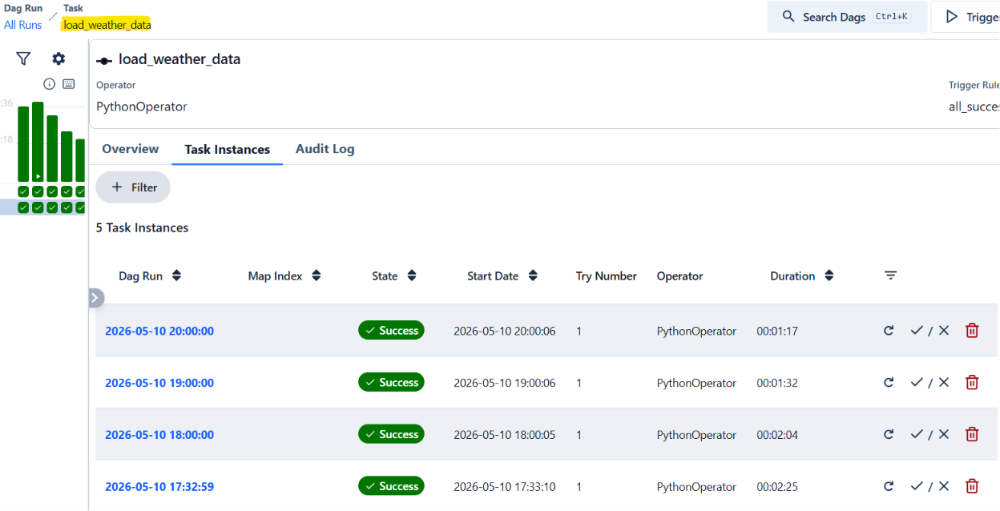 Dag Run / Task
All Runs load_weather_data
Search Dags Ctrl+K
Trigger
load_weather_data
:36
:18
Operator
Trigger Rule
PythonOperator
all_succes
Overview Task Instances Audit Log
+ Filter
5 Task Instances
Dag Run Map Index State Start Date Try Number Operator Duration
2026-05-10 20:00:00 Success 2026-05-10 20:00:06 1 PythonOperator 00:01:17 /
2026-05-10 19:00:00 Success 2026-05-10 19:00:06 1 PythonOperator 00:01:32 /
2026-05-10 18:00:00 Success 2026-05-10 18:00:05 1 PythonOperator 00:02:04 /
2026-05-10 17:32:59 Success 2026-05-10 17:33:10 1 PythonOperator 00:02:25 /